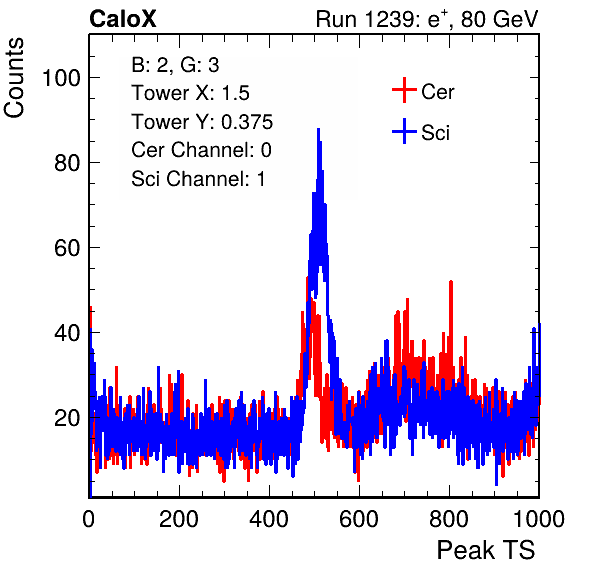 CaloX Run 1239: e+, 80 GeV
B: 2, G: 3
Tower X: 1.5
Tower Y: 0.375
Cer Channel: 0
Sci Channel: 1
Cer
Sci
Counts
100
80
60
40
20
0 200 400 600 800 1000
Peak TS